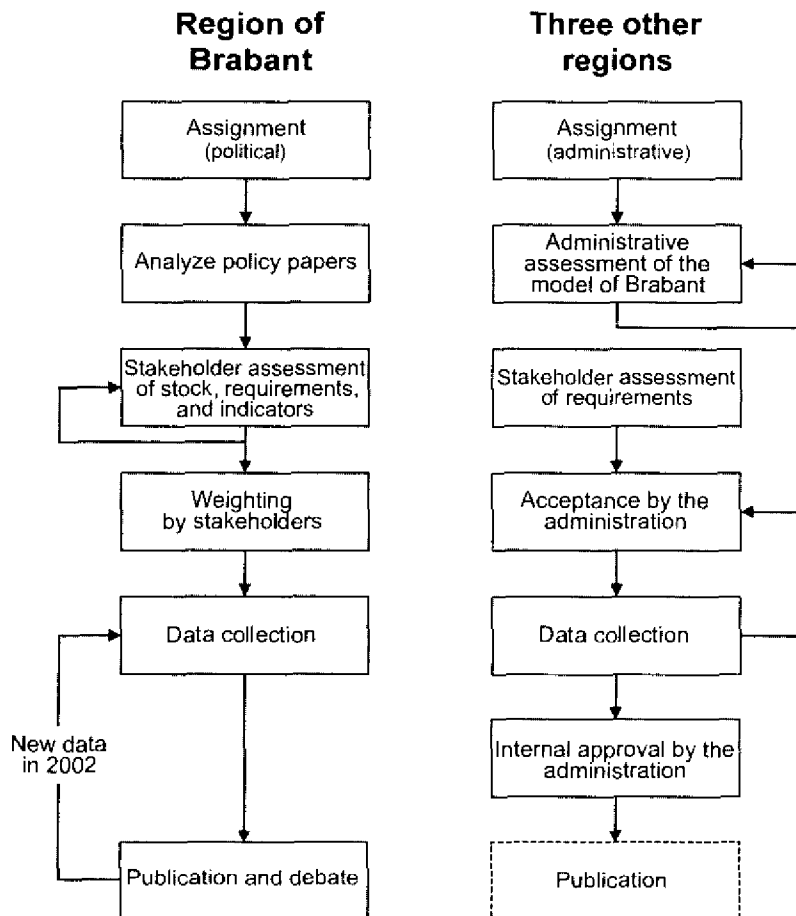 Region of
Brabant
Assignment
(political)
Analyze policy papers
Stakeholder assessment
of stock, requirements,
and indicators
Weighting
by stakeholders
Data collection
New data
in 2002
Publication and debate
Three other
regions
Assignment
(administrative)
Administrative
assessment of the
model of Brabant
Stakeholder assessment
of requirements
Acceptance by the
administration
Data collection
Internal approval by the
administration
Publication